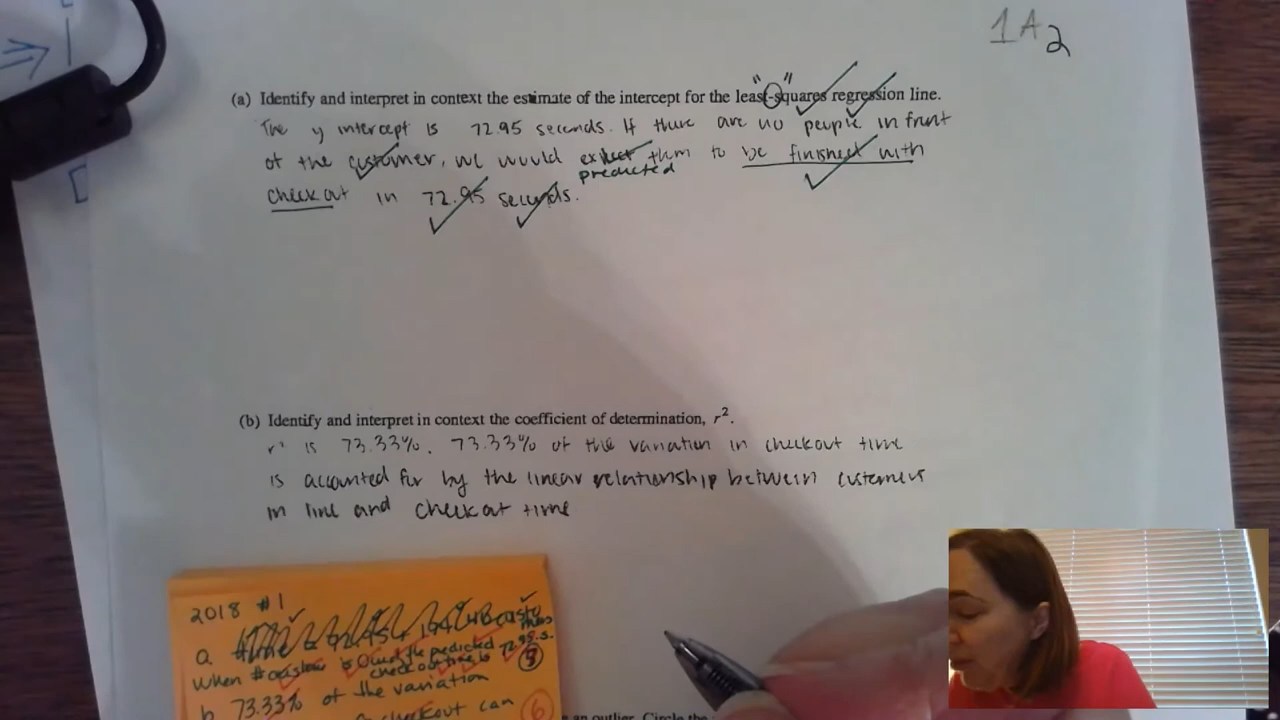 1A2
" "
(a) Identify and interpret in context the estimate of the intercept for the least-squares regression line.
The y intercept is 72.95 seconds. If there are no people in front
of the customer, we would expect them to be finished with
predicted
checkout in 72.95 seconds.
(b) Identify and interpret in context the coefficient of determination, r².
r² is 73.33%. 73.33% of the variation in checkout time
is accounted for by the linear relationship between customers
in line and checkout time
2018 #1
a
When # is 0 the predicted 72.95 s.
checkout time is
b 73.33% of the variation
checkout can
6
an outlier. Circle the